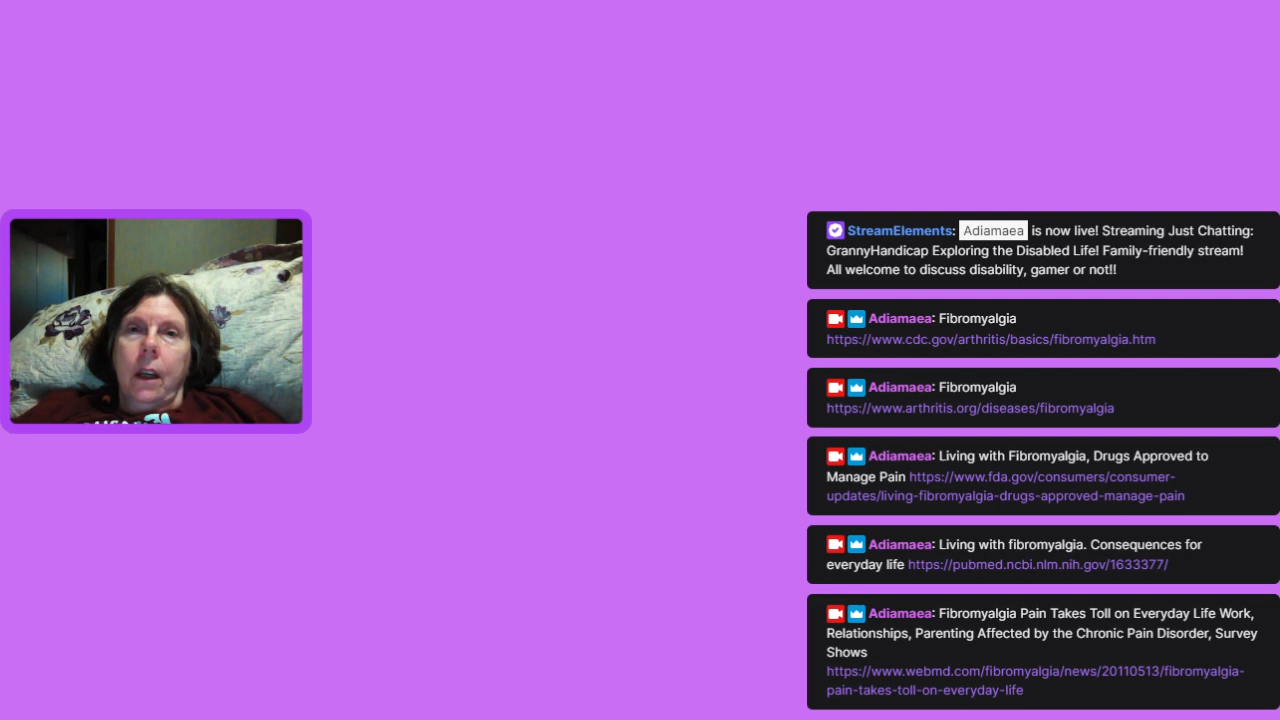 StreamElements: Adiamaea is now live! Streaming Just Chatting:
GrannyHandicap Exploring the Disabled Life! Family-friendly stream!
All welcome to discuss disability, gamer or not!!
Adiamaea: Fibromyalgia
https://www.cdc.gov/arthritis/basics/fibromyalgia.htm
Adiamaea: Fibromyalgia
https://www.arthritis.org/diseases/fibromyalgia
Adiamaea: Living with Fibromyalgia, Drugs Approved to
Manage Pain https://www.fda.gov/consumers/consumer-
updates/living-fibromyalgia-drugs-approved-manage-pain
Adiamaea: Living with fibromyalgia. Consequences for
everyday life https://pubmed.ncbi.nlm.nih.gov/1633377/
Adiamaea: Fibromyalgia Pain Takes Toll on Everyday Life Work,
Relationships, Parenting Affected by the Chronic Pain Disorder, Survey
Shows
https://www.webmd.com/fibromyalgia/news/20110513/fibromyalgia-
pain-takes-toll-on-everyday-life